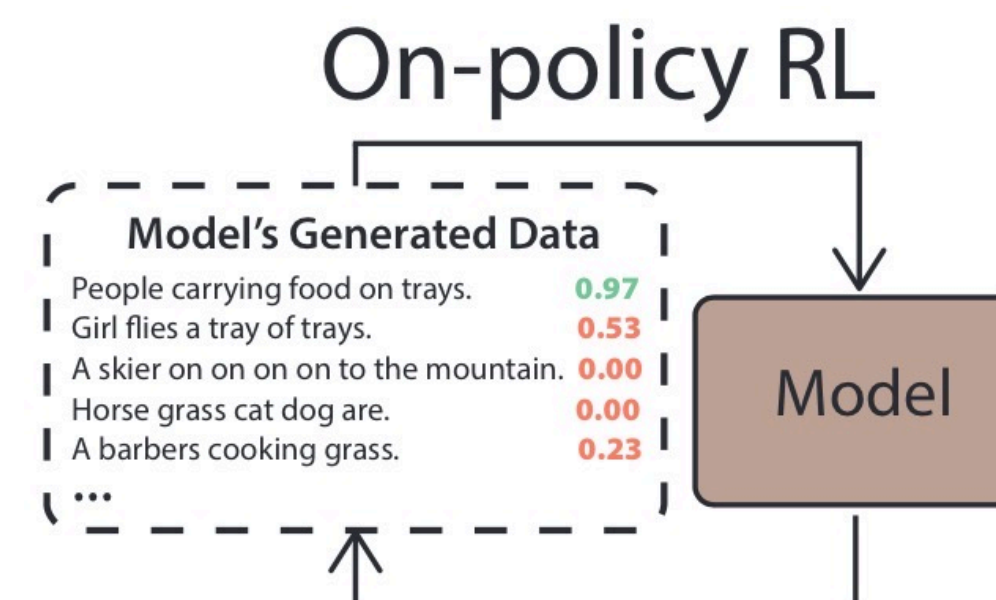 On-policy RL
Model's Generated Data
People carrying food on trays. 0.97
Girl flies a tray of trays. 0.53
A skier on on on on to the mountain. 0.00
Horse grass cat dog are. 0.00
A barbers cooking grass. 0.23
...
Model